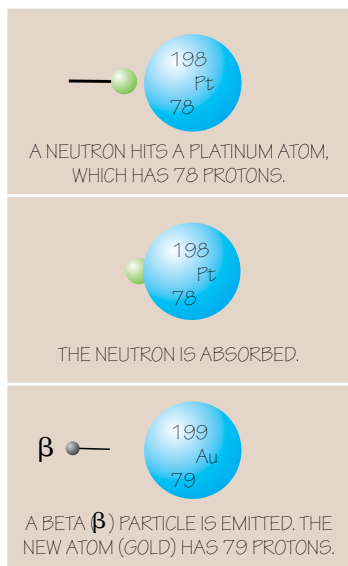 198
Pt
78
A NEUTRON HITS A PLATINUM ATOM,
WHICH HAS 78 PROTONS.
198
Pt
78
THE NEUTRON IS ABSORBED.
β
199
Au
79
A BETA (β) PARTICLE IS EMITTED. THE
NEW ATOM (GOLD) HAS 79 PROTONS.